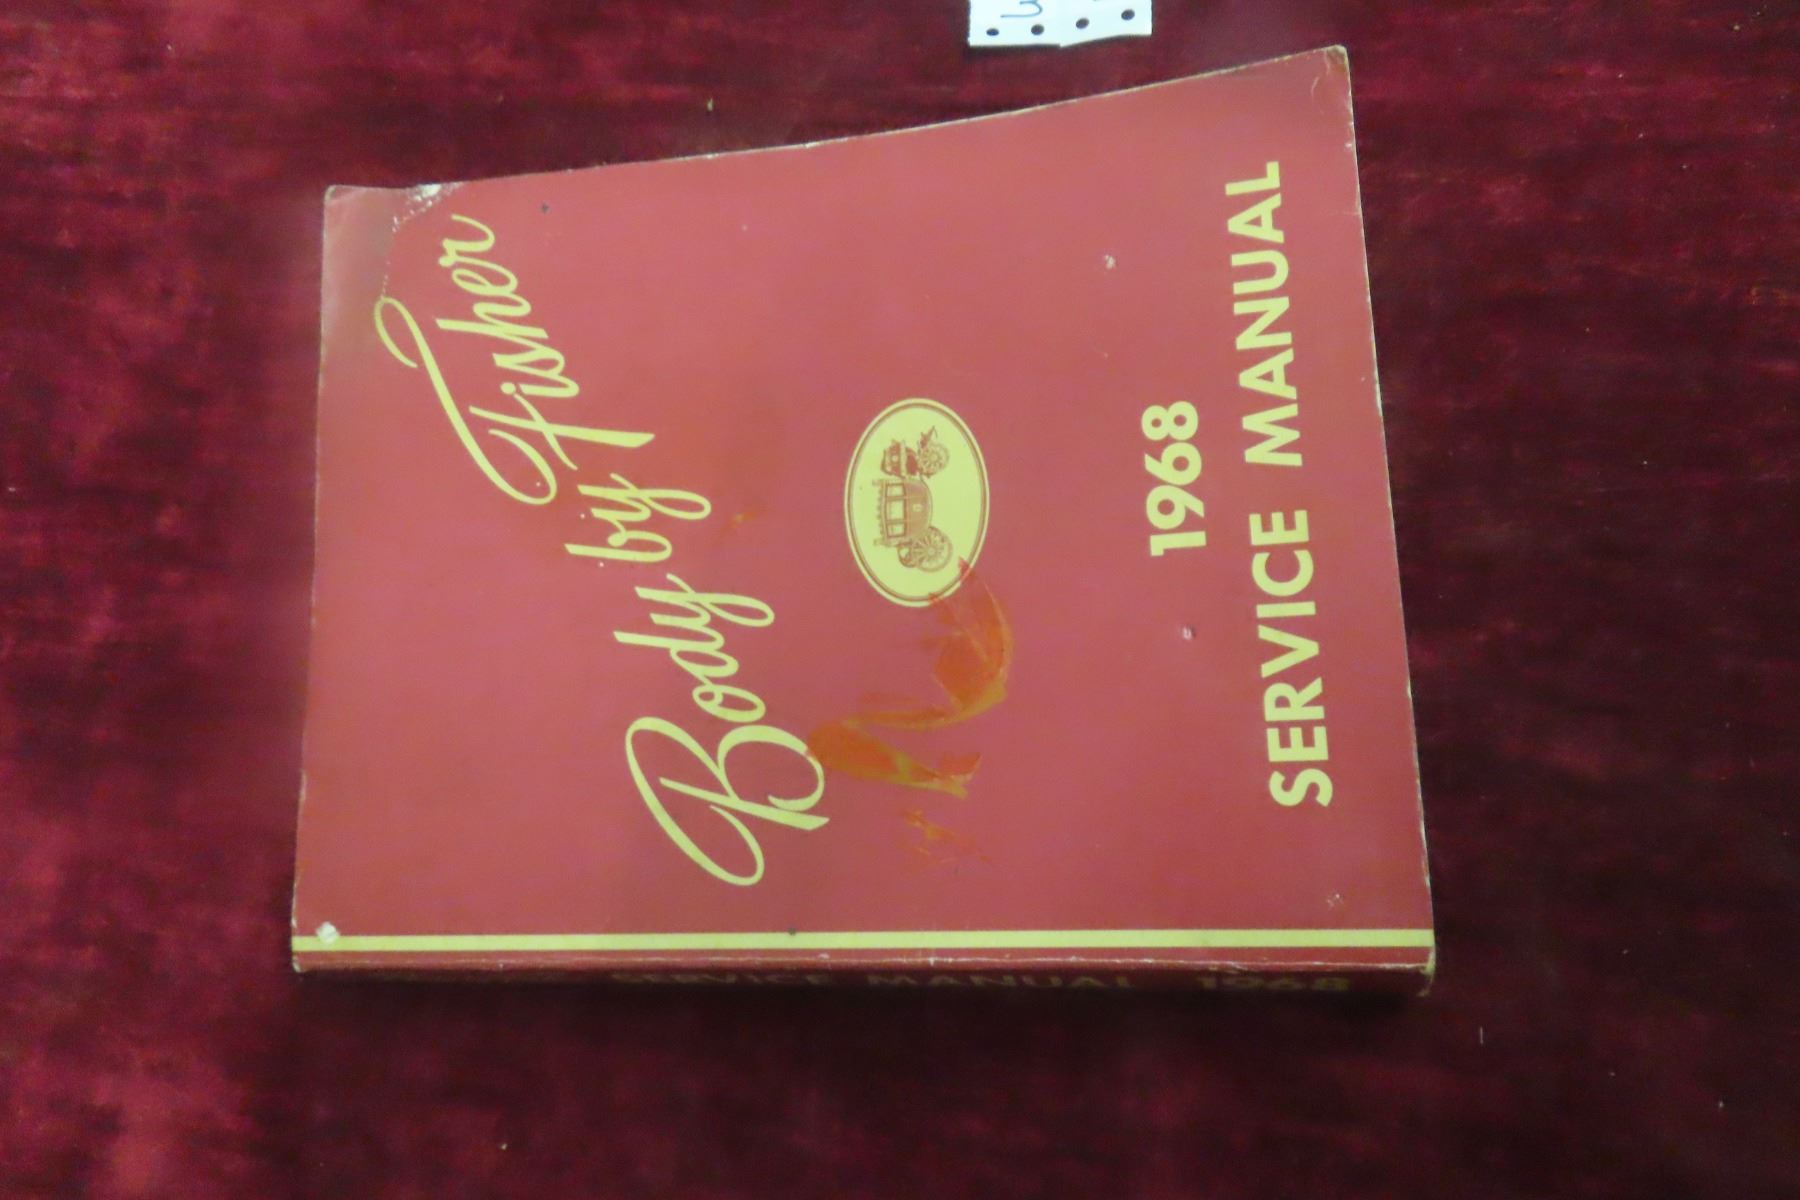 Body by Fisher
1968
SERVICE MANUAL
SERVICE MANUAL 1968